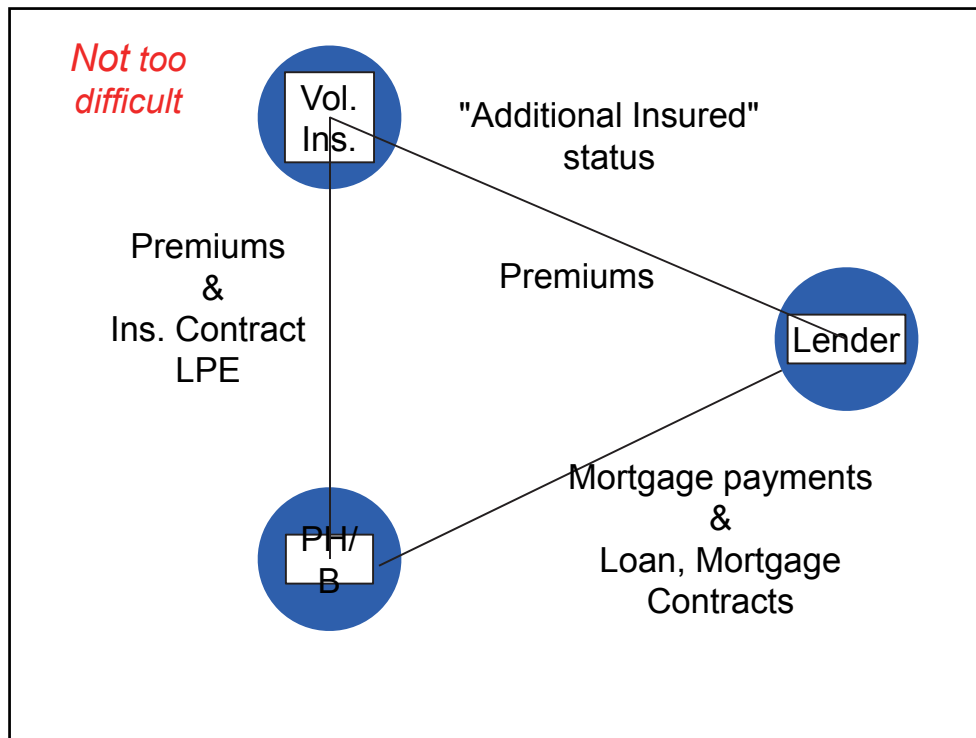 Not too
difficult
Vol.
Ins.
"Additional Insured"
status
Premiums
&
Ins. Contract
LPE
Premiums
Lender
PH/
B
Mortgage payments
&
Loan, Mortgage
Contracts